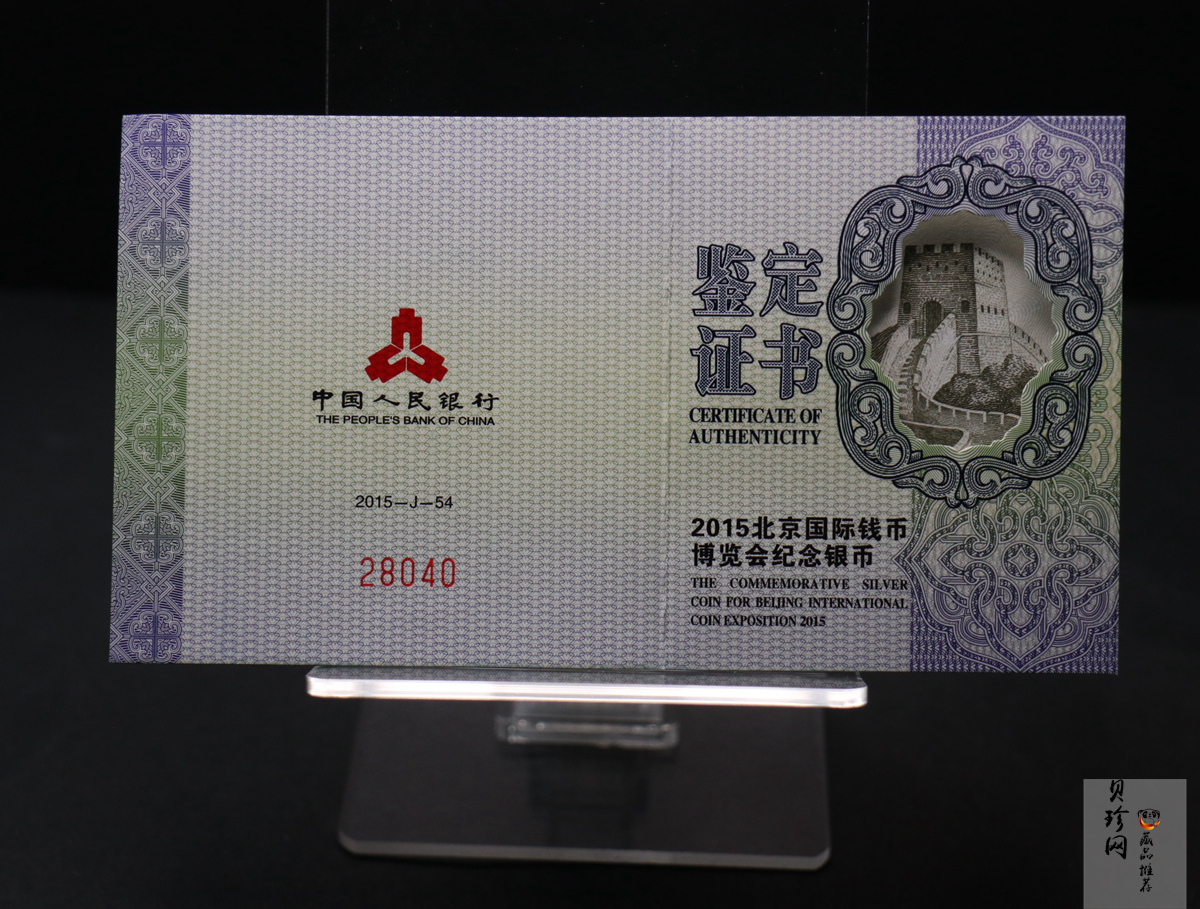 中国人民银行
THE PEOPLE'S BANK OF CHINA
2015－J－54
28040
鉴定
证书
CERTIFICATE OF
AUTHENTICITY
2015北京国际钱币
博览会纪念银币
THE COMMEMORATIVE SILVER
COIN FOR BEIJING INTERNATIONAL
COIN EXPOSITION 2015
贝珍网
藏品推荐